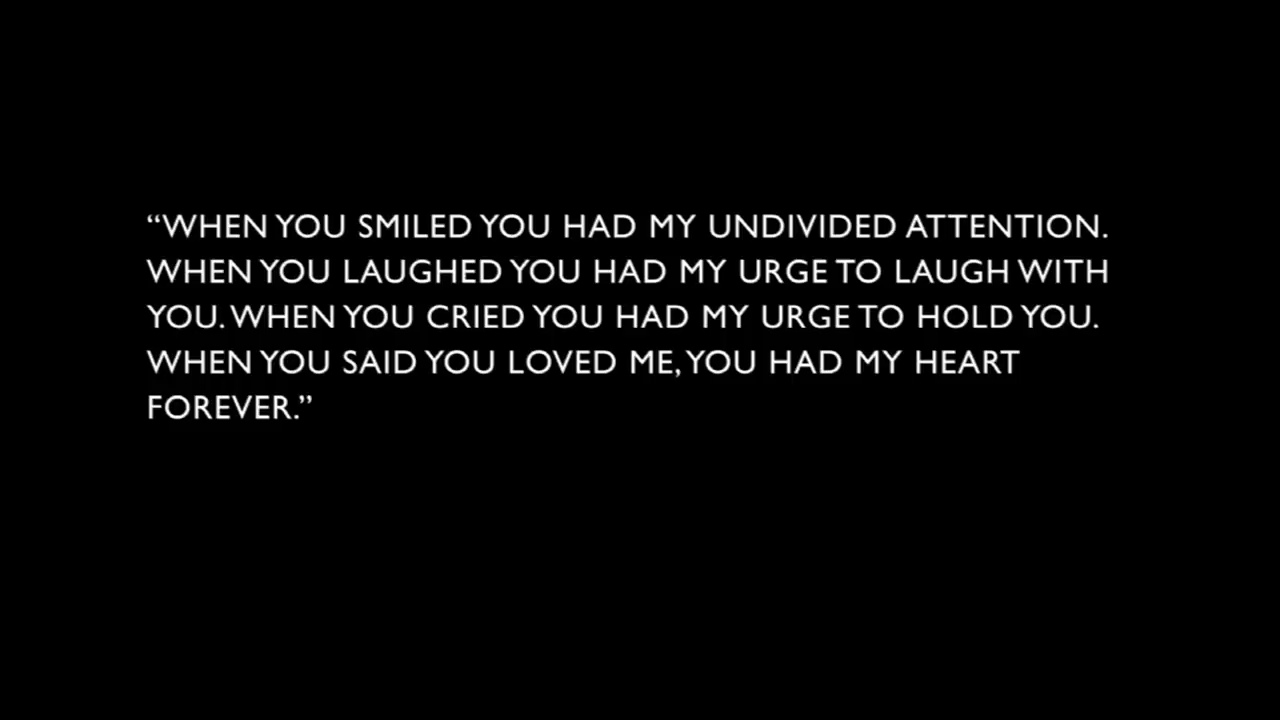 “WHEN YOU SMILED YOU HAD MY UNDIVIDED ATTENTION.
WHEN YOU LAUGHED YOU HAD MY URGE TO LAUGH WITH
YOU. WHEN YOU CRIED YOU HAD MY URGE TO HOLD YOU.
WHEN YOU SAID YOU LOVED ME, YOU HAD MY HEART
FOREVER.”